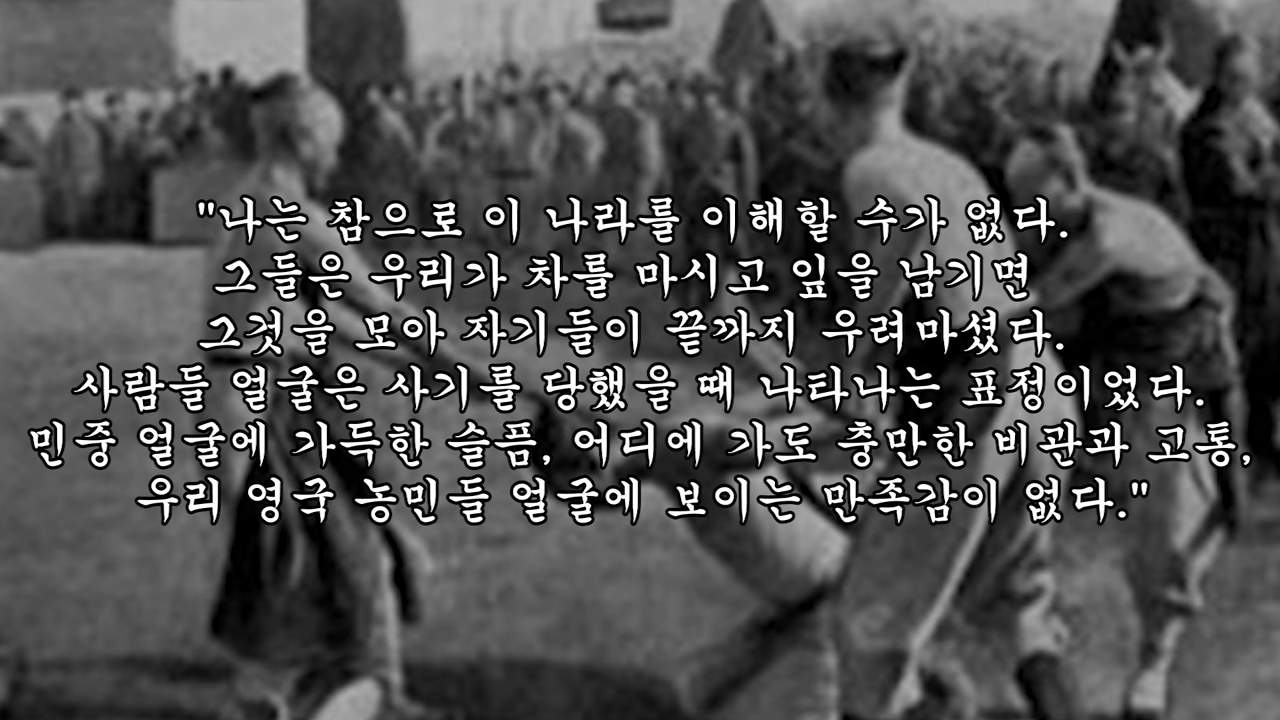 "나는 참으로 이 나라를 이해할 수가 없다.
그들은 우리가 차를 마시고 잎을 남기면
그것을 모아 자기들이 끝까지 우려마셨다.
사람들 얼굴은 사기를 당했을 때 나타나는 표정이었다.
민중 얼굴에 가득한 슬픔, 어디에 가도 충만한 비관과 고통,
우리 영국 농민들 얼굴에 보이는 만족감이 없다."